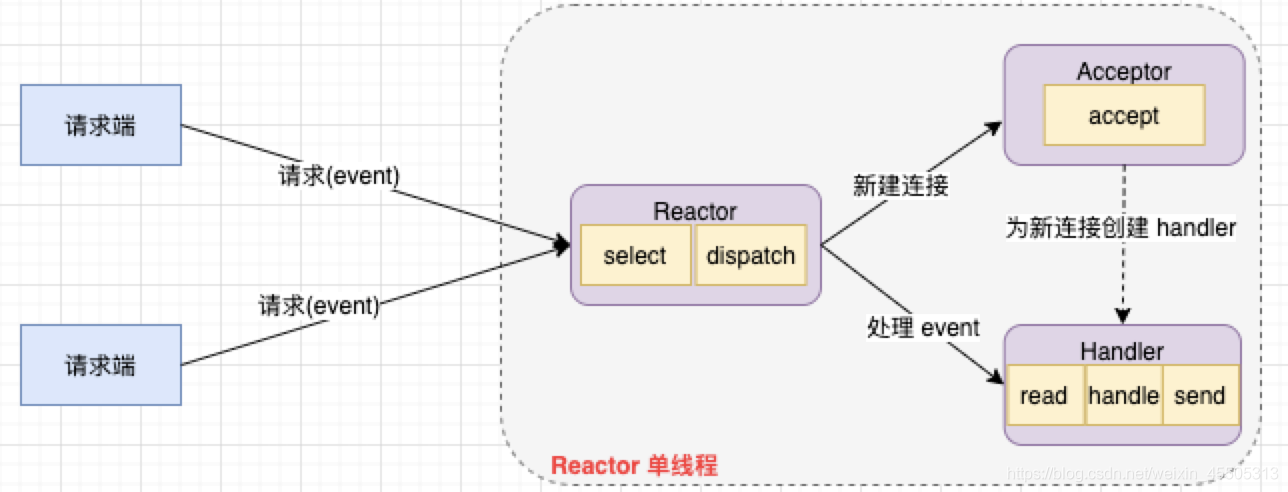 请求端
请求(event)
请求(event)
请求端
Reactor
select
dispatch
新建连接
处理 event
Acceptor
accept
为新连接创建 handler
Handler
read
handle
send
Reactor 单线程
https://blog.csdn.net/weixin_45505313